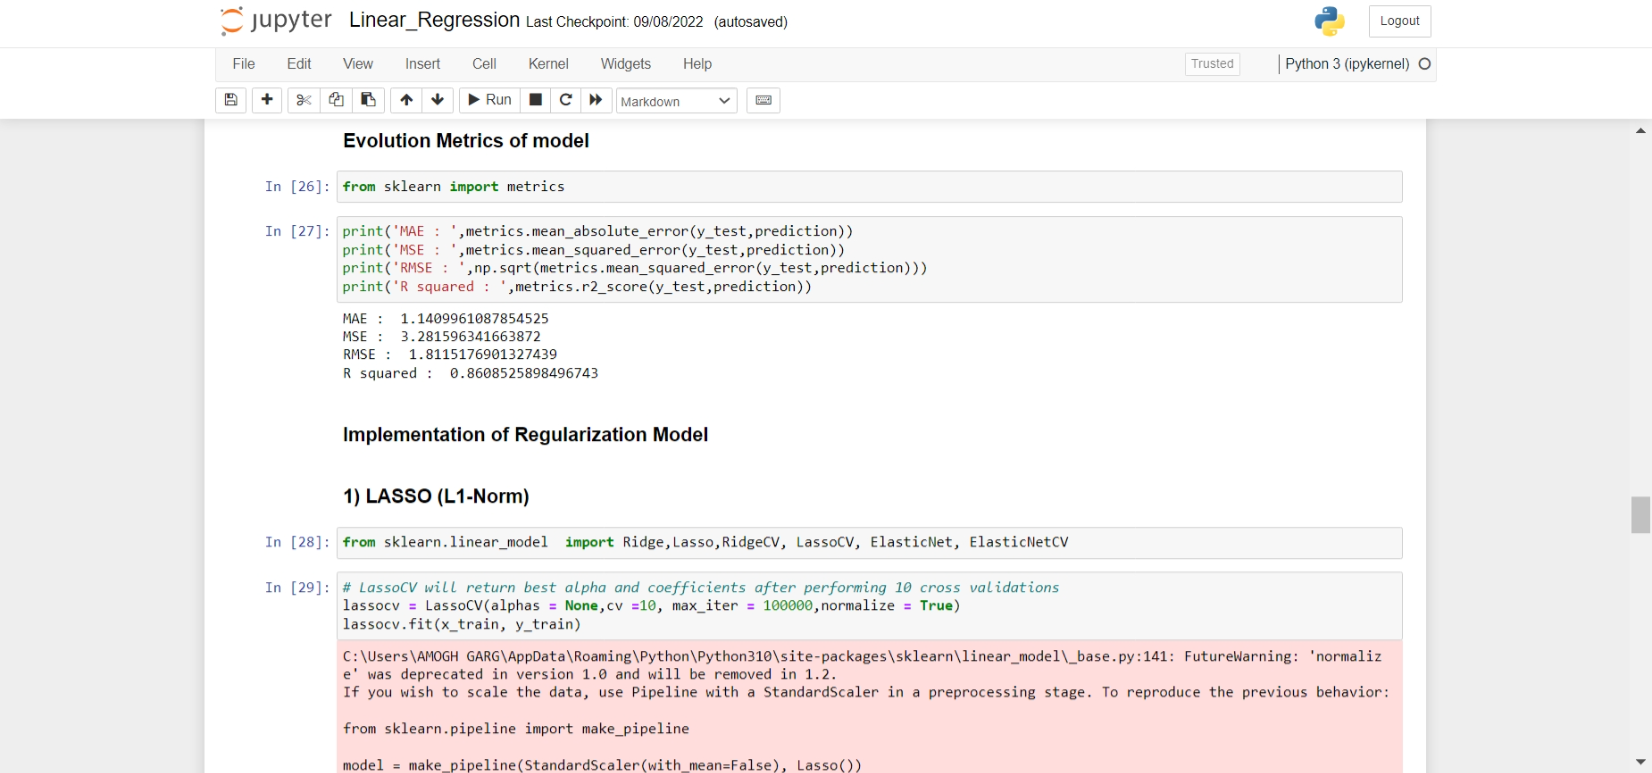 jupyter Linear_Regression Last Checkpoint: 09/08/2022 (autosaved) Logout
File Edit View Insert Cell Kernel Widgets Help Trusted Python 3 (ipykernel)
Run Markdown
Evolution Metrics of model
In [26]: from sklearn import metrics
In [27]: print('MAE : ',metrics.mean_absolute_error(y_test,prediction))
print('MSE : ',metrics.mean_squared_error(y_test,prediction))
print('RMSE : ',np.sqrt(metrics.mean_squared_error(y_test,prediction)))
print('R squared : ',metrics.r2_score(y_test,prediction))
MAE :  1.1409961087854525
MSE :  3.281596341663872
RMSE :  1.8115176901327439
R squared :  0.8608525898496743
Implementation of Regularization Model
1) LASSO (L1-Norm)
In [28]: from sklearn.linear_model  import Ridge,Lasso,RidgeCV, LassoCV, ElasticNet, ElasticNetCV
In [29]: # LassoCV will return best alpha and coefficients after performing 10 cross validations
lassocv = LassoCV(alphas = None,cv =10, max_iter = 100000,normalize = True)
lassocv.fit(x_train, y_train)
C:\Users\AMOGH GARG\AppData\Roaming\Python\Python310\site-packages\sklearn\linear_model\_base.py:141: FutureWarning: 'normaliz
e' was deprecated in version 1.0 and will be removed in 1.2.
If you wish to scale the data, use Pipeline with a StandardScaler in a preprocessing stage. To reproduce the previous behavior:
from sklearn.pipeline import make_pipeline
model = make_pipeline(StandardScaler(with_mean=False), Lasso())